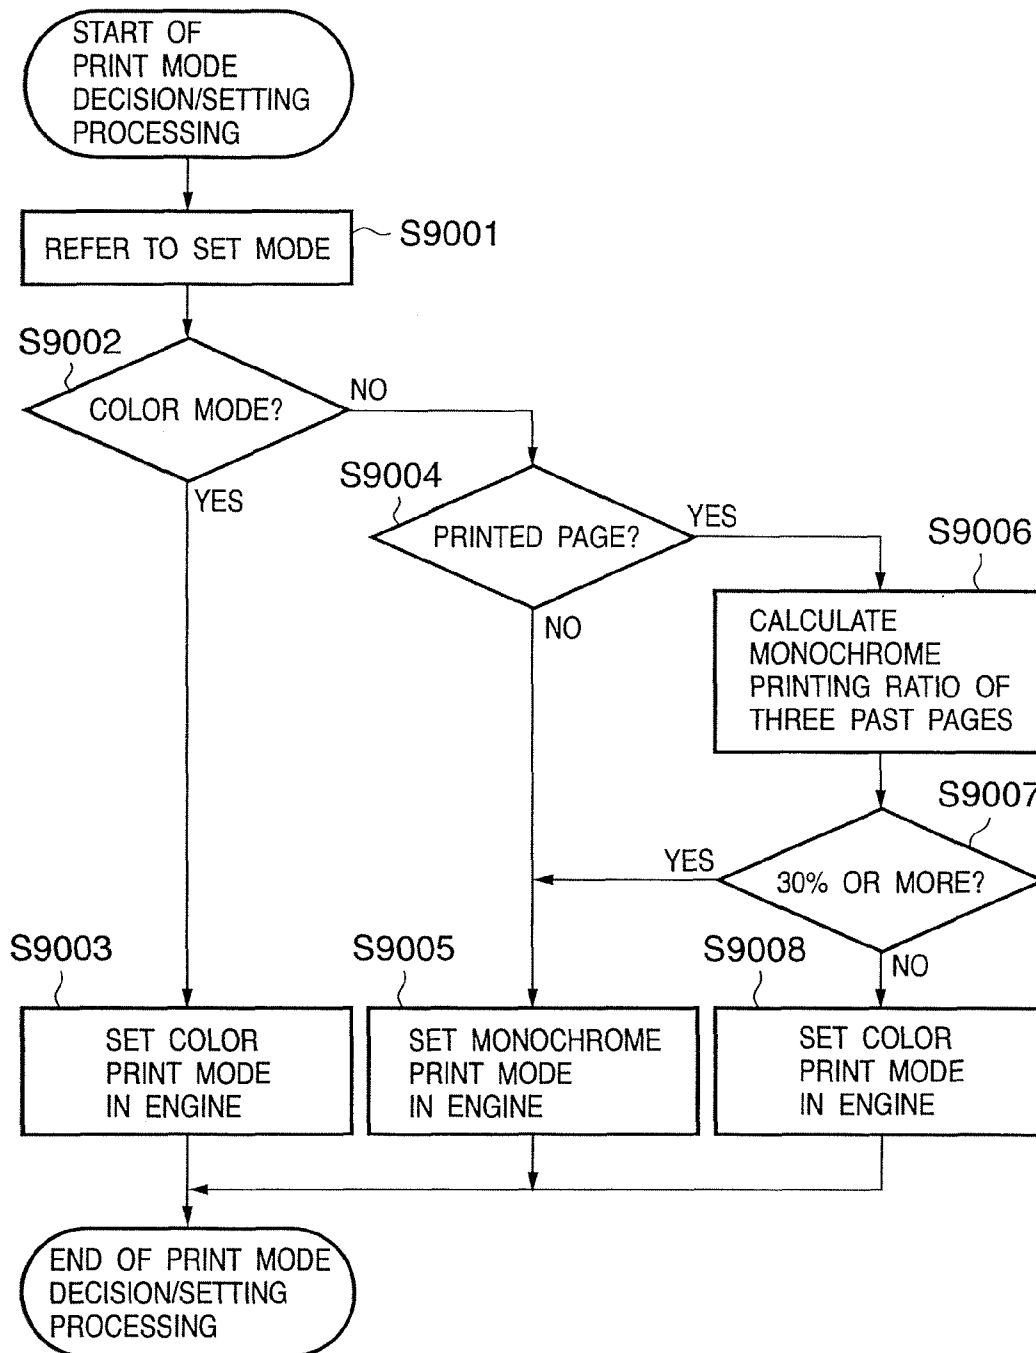 START OF
PRINT MODE
DECISION/SETTING
PROCESSING
REFER TO SET MODE
S9001
S9002
COLOR MODE?
NO
YES
S9004
PRINTED PAGE?
YES
NO
S9006
CALCULATE
MONOCHROME
PRINTING RATIO OF
THREE PAST PAGES
S9007
30% OR MORE?
YES
NO
S9003
SET COLOR
PRINT MODE
IN ENGINE
S9005
SET MONOCHROME
PRINT MODE
IN ENGINE
S9008
SET COLOR
PRINT MODE
IN ENGINE
END OF PRINT MODE
DECISION/SETTING
PROCESSING